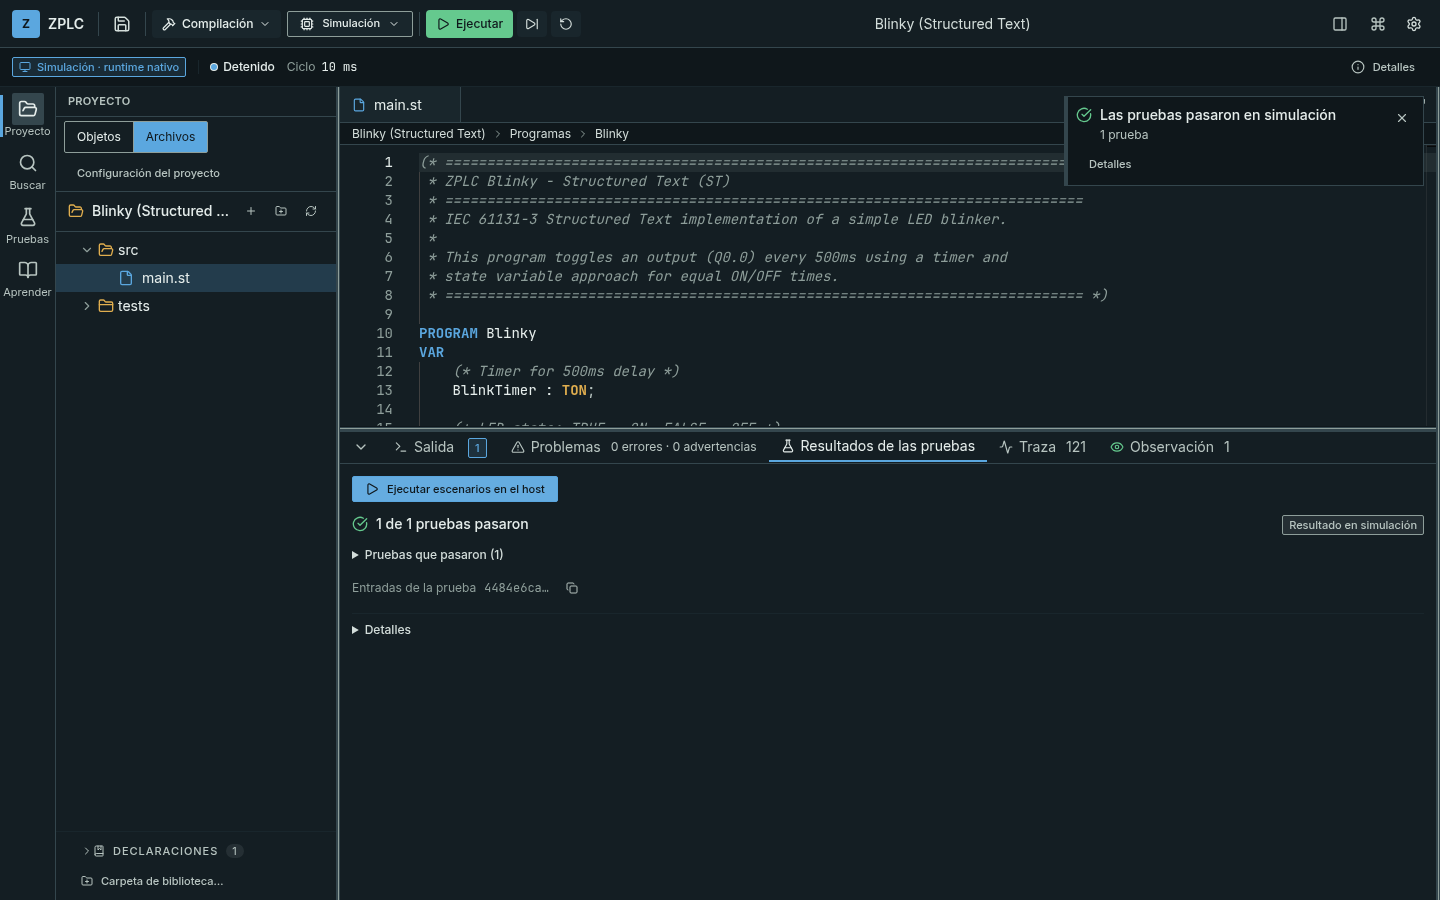 Z ZPLC Compilación Simulación Ejecutar Blinky (Structured Text)
Simulación · runtime nativo Detenido Ciclo 10 ms Detalles
Proyecto
Buscar
Pruebas
Aprender
PROYECTO
Objetos Archivos
Configuración del proyecto
Blinky (Structured ...
src
main.st
tests
DECLARACIONES 1
Carpeta de biblioteca...
main.st
Blinky (Structured Text) > Programas > Blinky
1 (* ============================================================================
2 * ZPLC Blinky - Structured Text (ST)
3 * ============================================================================
4 * IEC 61131-3 Structured Text implementation of a simple LED blinker.
5 *
6 * This program toggles an output (Q0.0) every 500ms using a timer and
7 * state variable approach for equal ON/OFF times.
8 * ============================================================================ *)
9
10 PROGRAM Blinky
11 VAR
12 (* Timer for 500ms delay *)
13 BlinkTimer : TON;
14
Las pruebas pasaron en simulación
1 prueba
Detalles
Salida 1 Problemas 0 errores · 0 advertencias Resultados de las pruebas Traza 121 Observación 1
Ejecutar escenarios en el host
1 de 1 pruebas pasaron Resultado en simulación
Pruebas que pasaron (1)
Entradas de la prueba 4484e6ca…
Detalles